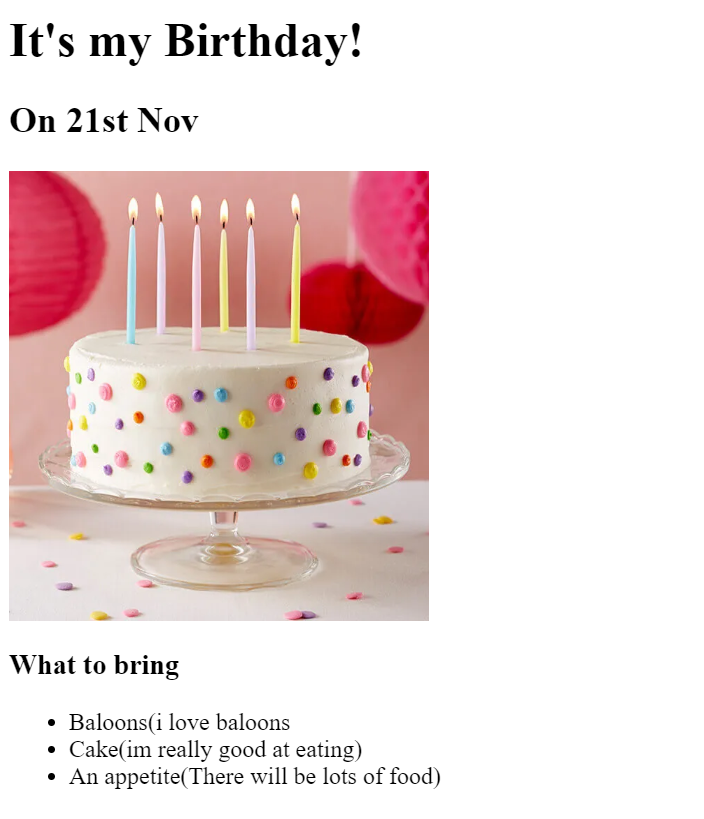 It's my Birthday!
On 21st Nov
What to bring
Baloons(i love baloons
Cake(im really good at eating)
An appetite(There will be lots of food)